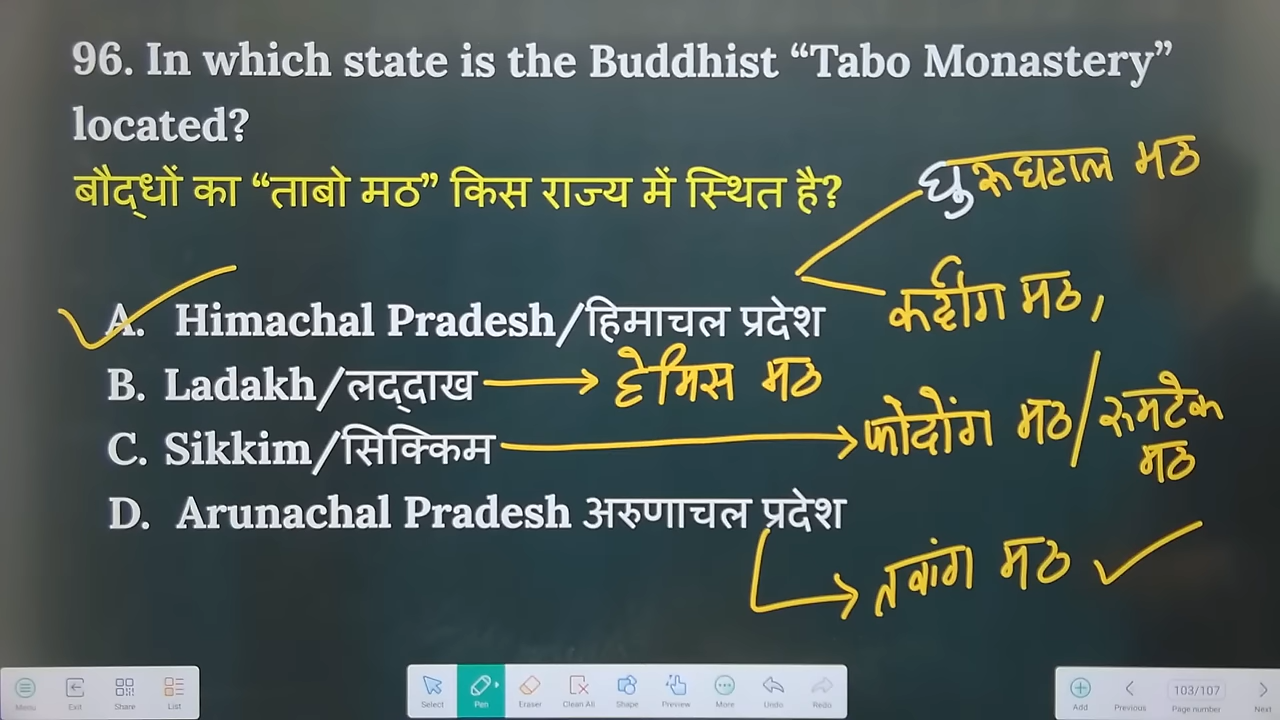 96. In which state is the Buddhist “Tabo Monastery”
located?
बौद्धों का “ताबो मठ” किस राज्य में स्थित है?
घुरूघटाल मठ
A. Himachal Pradesh/हिमाचल प्रदेश
कर्दांग मठ,
B. Ladakh/लद्दाख
हेमिस मठ
C. Sikkim/सिक्किम
फोदोंग मठ/रूमटेक
मठ
D. Arunachal Pradesh अरुणाचल प्रदेश
तवांग मठ
Menu Exit Share List Select Pen Eraser Clean All Shape Preview More Undo Redo Add Previous 103/107 Page number Next